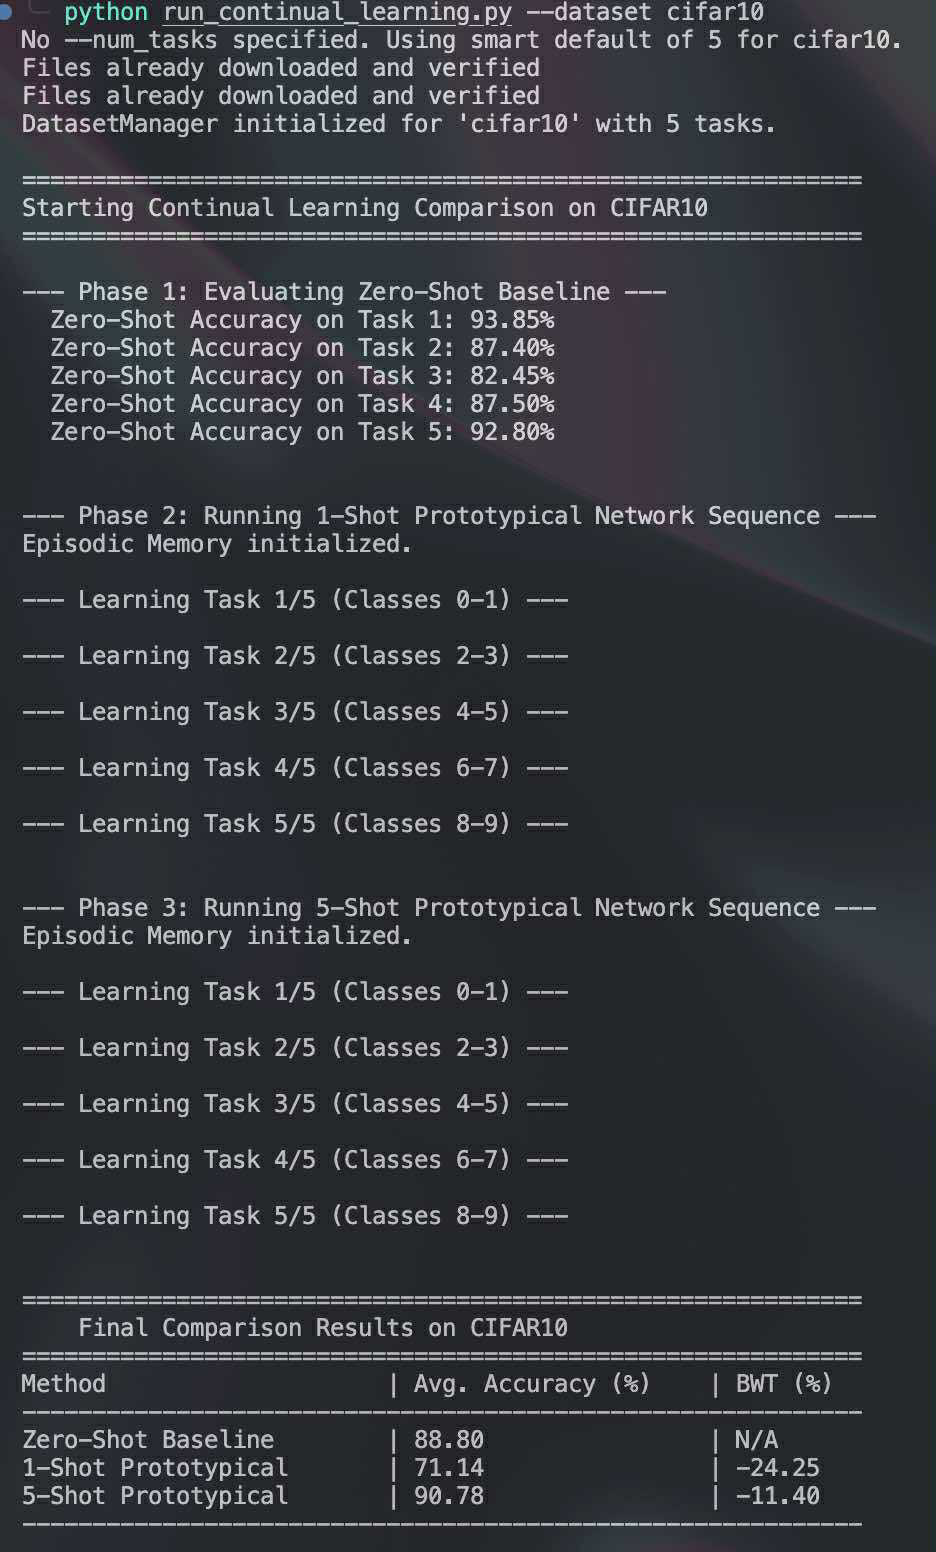 python run_continual_learning.py --dataset cifar10
No --num_tasks specified. Using smart default of 5 for cifar10.
Files already downloaded and verified
Files already downloaded and verified
DatasetManager initialized for 'cifar10' with 5 tasks.
============================================================
Starting Continual Learning Comparison on CIFAR10
============================================================
--- Phase 1: Evaluating Zero-Shot Baseline ---
Zero-Shot Accuracy on Task 1: 93.85%
Zero-Shot Accuracy on Task 2: 87.40%
Zero-Shot Accuracy on Task 3: 82.45%
Zero-Shot Accuracy on Task 4: 87.50%
Zero-Shot Accuracy on Task 5: 92.80%
--- Phase 2: Running 1-Shot Prototypical Network Sequence ---
Episodic Memory initialized.
--- Learning Task 1/5 (Classes 0-1) ---
--- Learning Task 2/5 (Classes 2-3) ---
--- Learning Task 3/5 (Classes 4-5) ---
--- Learning Task 4/5 (Classes 6-7) ---
--- Learning Task 5/5 (Classes 8-9) ---
--- Phase 3: Running 5-Shot Prototypical Network Sequence ---
Episodic Memory initialized.
--- Learning Task 1/5 (Classes 0-1) ---
--- Learning Task 2/5 (Classes 2-3) ---
--- Learning Task 3/5 (Classes 4-5) ---
--- Learning Task 4/5 (Classes 6-7) ---
--- Learning Task 5/5 (Classes 8-9) ---
============================================================
Final Comparison Results on CIFAR10
============================================================
Method | Avg. Accuracy (%) | BWT (%)
------------------------------------------------------------
Zero-Shot Baseline | 88.80 | N/A
1-Shot Prototypical | 71.14 | -24.25
5-Shot Prototypical | 90.78 | -11.40
------------------------------------------------------------